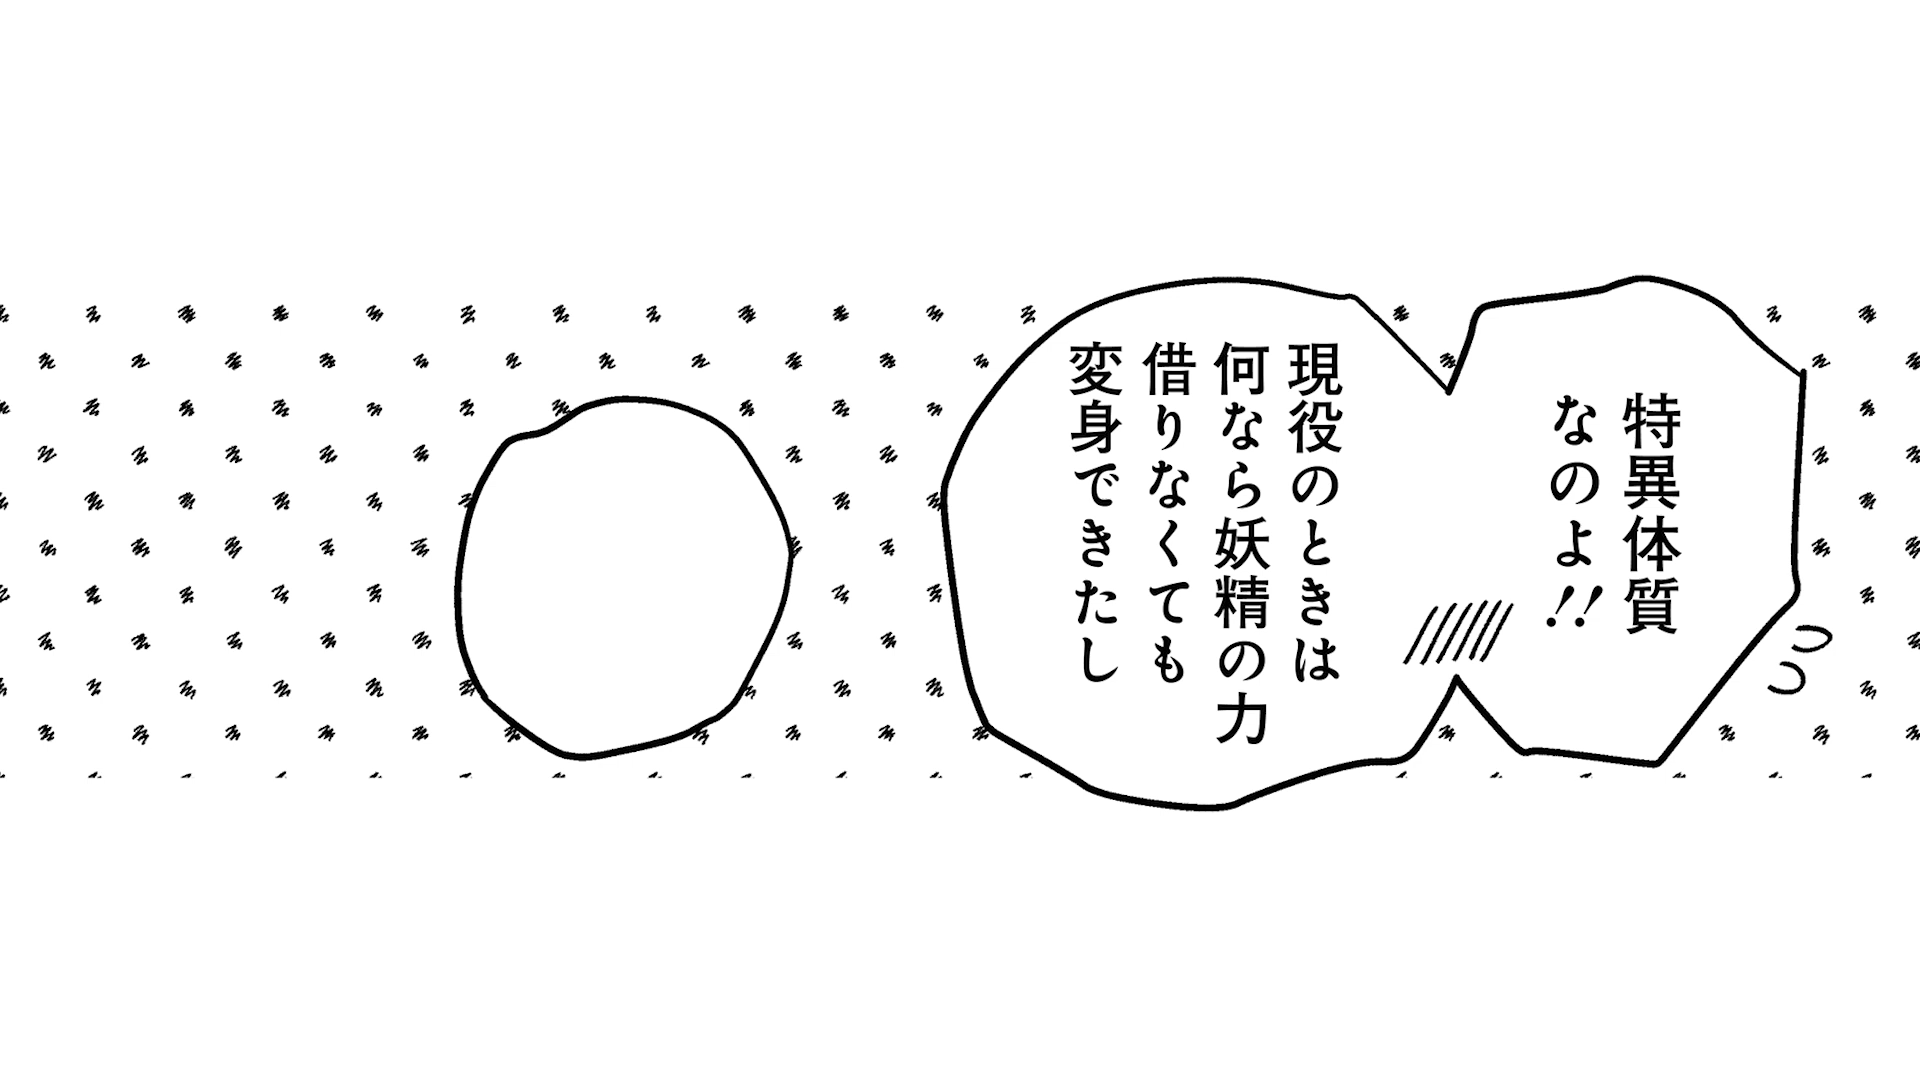 特異体質
なのよ!!
現役のときは
何なら妖精の力
借りなくても
変身できたし